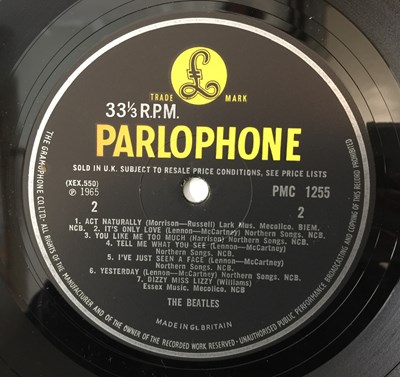 £
TRADE MARK
33⅓ R.P.M.
PARLOPHONE
SOLD IN U.K. SUBJECT TO RESALE PRICE CONDITIONS, SEE PRICE LISTS
(XEX.550)
℗ 1965
PMC 1255
2 2
1. ACT NATURALLY (Morrison—Russell) Lark Mus. Mecolico. BIEM.
NCB. 2. IT'S ONLY LOVE (Lennon—McCartney) Northern Songs. NCB.
3. YOU LIKE ME TOO MUCH (Harrison) Northern Songs. NCB.
4. TELL ME WHAT YOU SEE (Lennon—McCartney)
Northern Songs. NCB.
5. I'VE JUST SEEN A FACE (Lennon—McCartney)
Northern Songs. NCB.
6. YESTERDAY (Lennon—McCartney) Northern Songs. NCB.
7. DIZZY MISS LIZZY (Williams)
Essex Music. Mecolico. NCB
THE BEATLES
MADE IN Gt. BRITAIN
THE GRAMOPHONE CO. LTD. ALL RIGHTS OF THE MANUFACTURER AND OF THE OWNER OF THE RECORDED WORK RESERVED—UNAUTHORISED PUBLIC PERFORMANCE, BROADCASTING AND COPYING OF THIS RECORD PROHIBITED